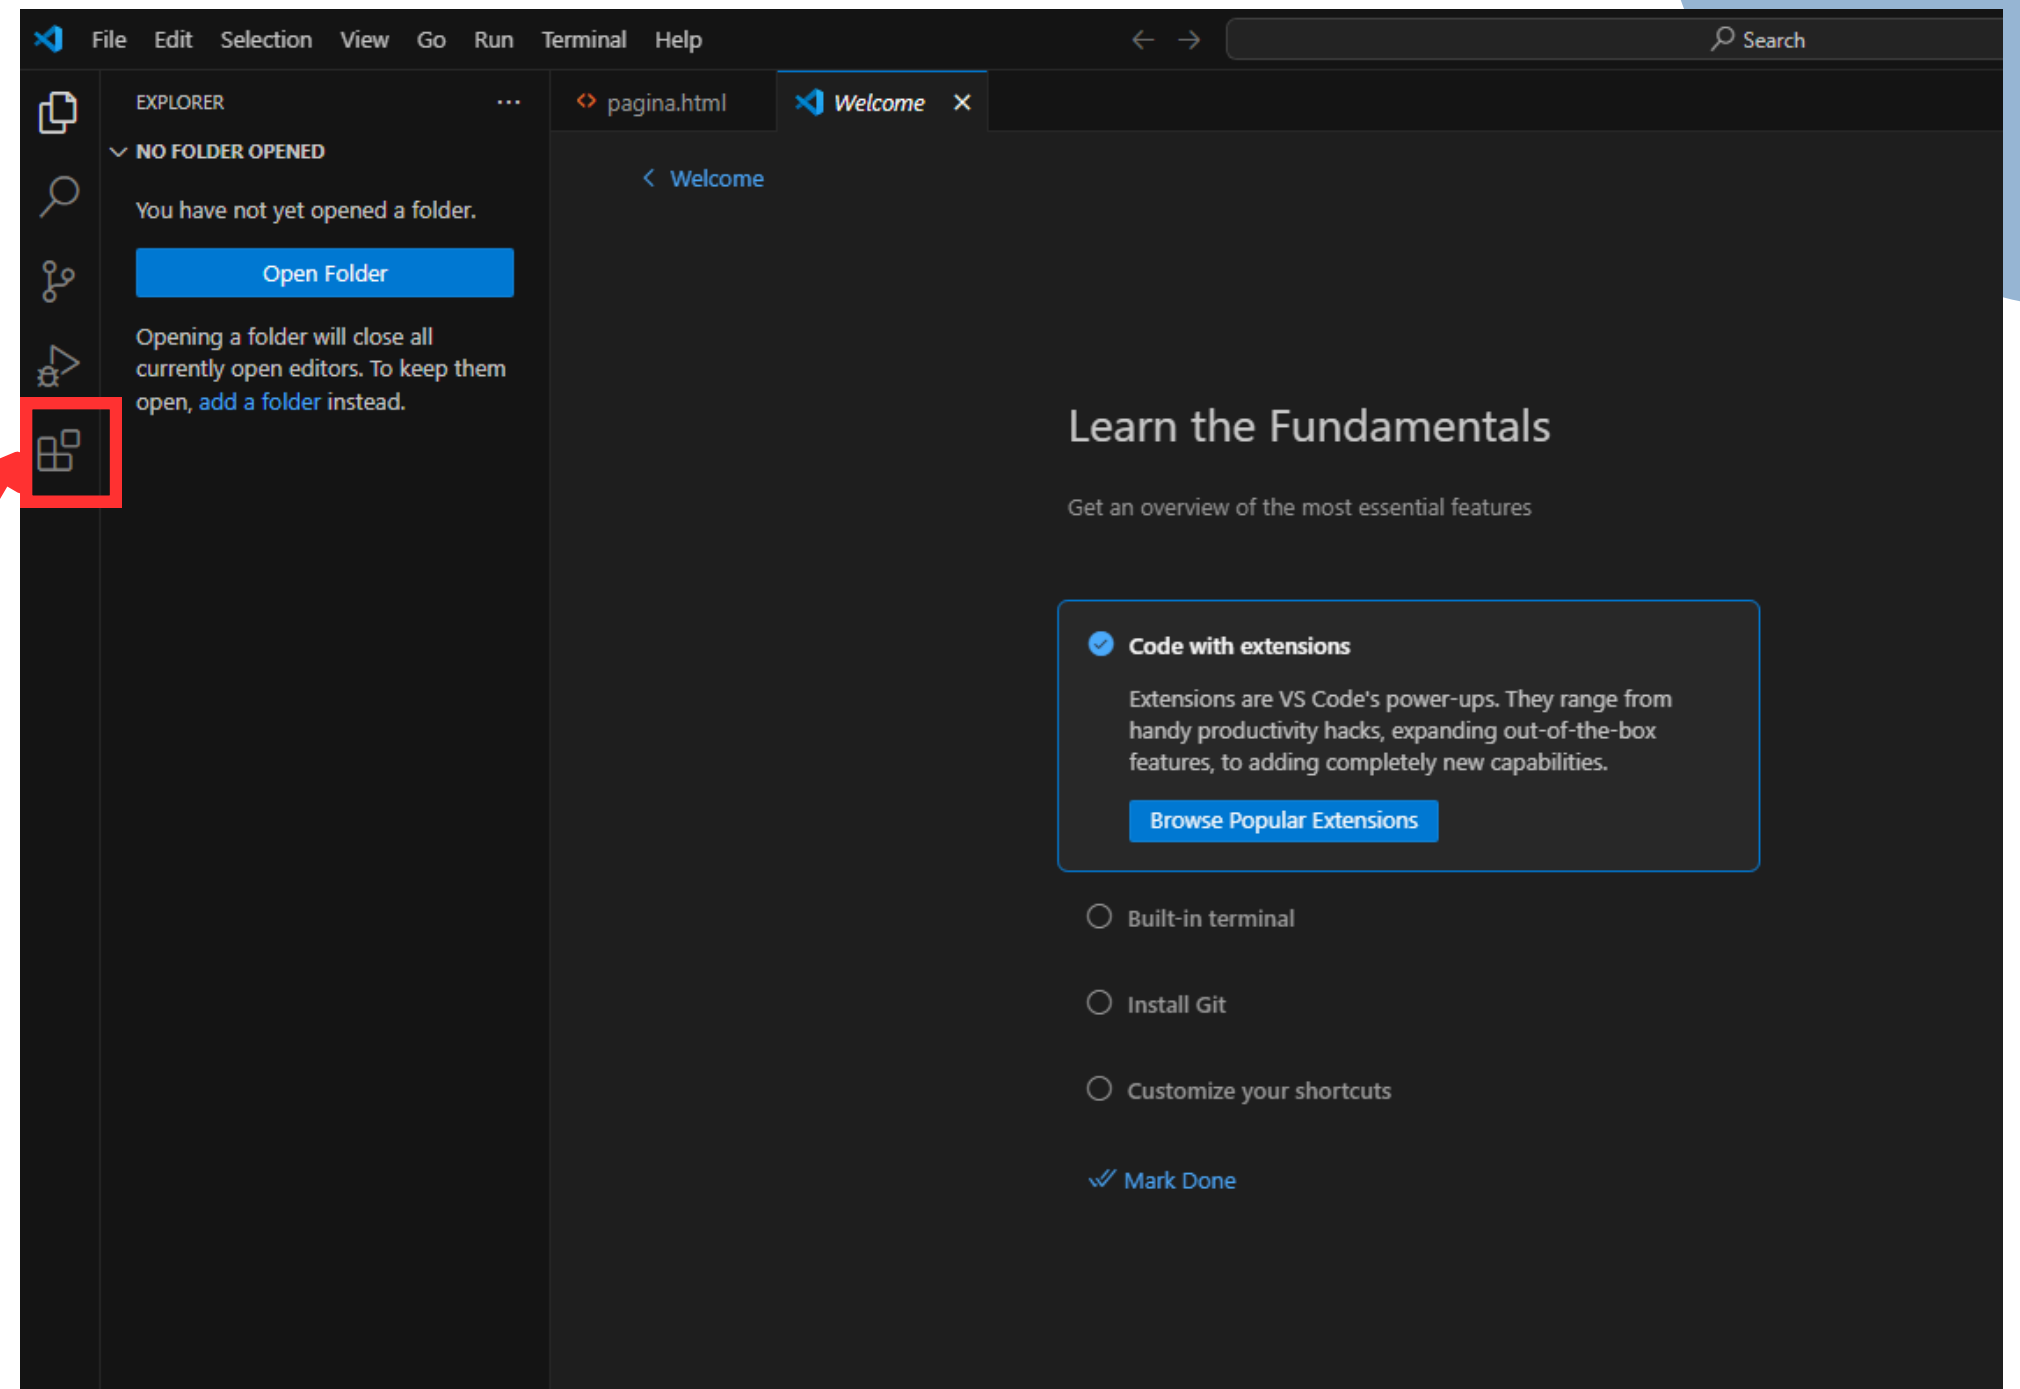 File Edit Selection View Go Run Terminal Help
Search
EXPLORER
pagina.html
Welcome
NO FOLDER OPENED
Welcome
You have not yet opened a folder.
Open Folder
Opening a folder will close all
currently open editors. To keep them
open, add a folder instead.
Learn the Fundamentals
Get an overview of the most essential features
Code with extensions
Extensions are VS Code's power-ups. They range from
handy productivity hacks, expanding out-of-the-box
features, to adding completely new capabilities.
Browse Popular Extensions
Built-in terminal
Install Git
Customize your shortcuts
Mark Done